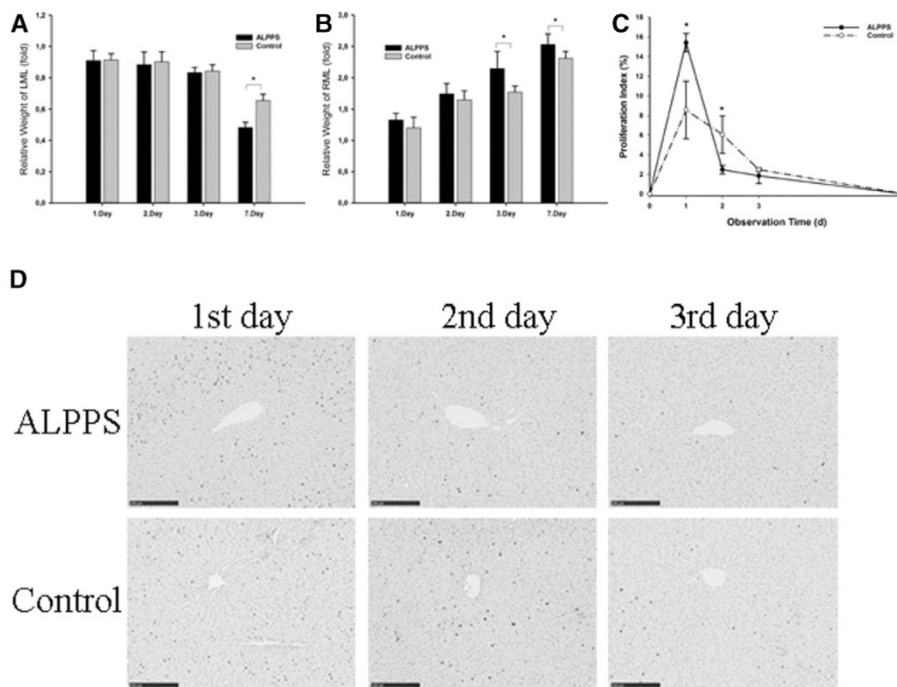 A
ALPPS
Control
Relative Weight of LML (fold)
1,0
0,8
0,6
0,4
0,2
0,0
*
1.Day 2.Day 3.Day 7.Day
B
ALPPS
Control
Relative Weight of RML (fold)
3,0
2,5
2,0
1,5
1,0
0,5
0,0
* *
1.Day 2.Day 3.Day 7.Day
C
ALPPS
Control
Proliferation Index (%)
18
16
14
12
10
8
6
4
2
0
*
*
0 1 2 3
Observation Time (d)
D
1st day 2nd day 3rd day
ALPPS
Control